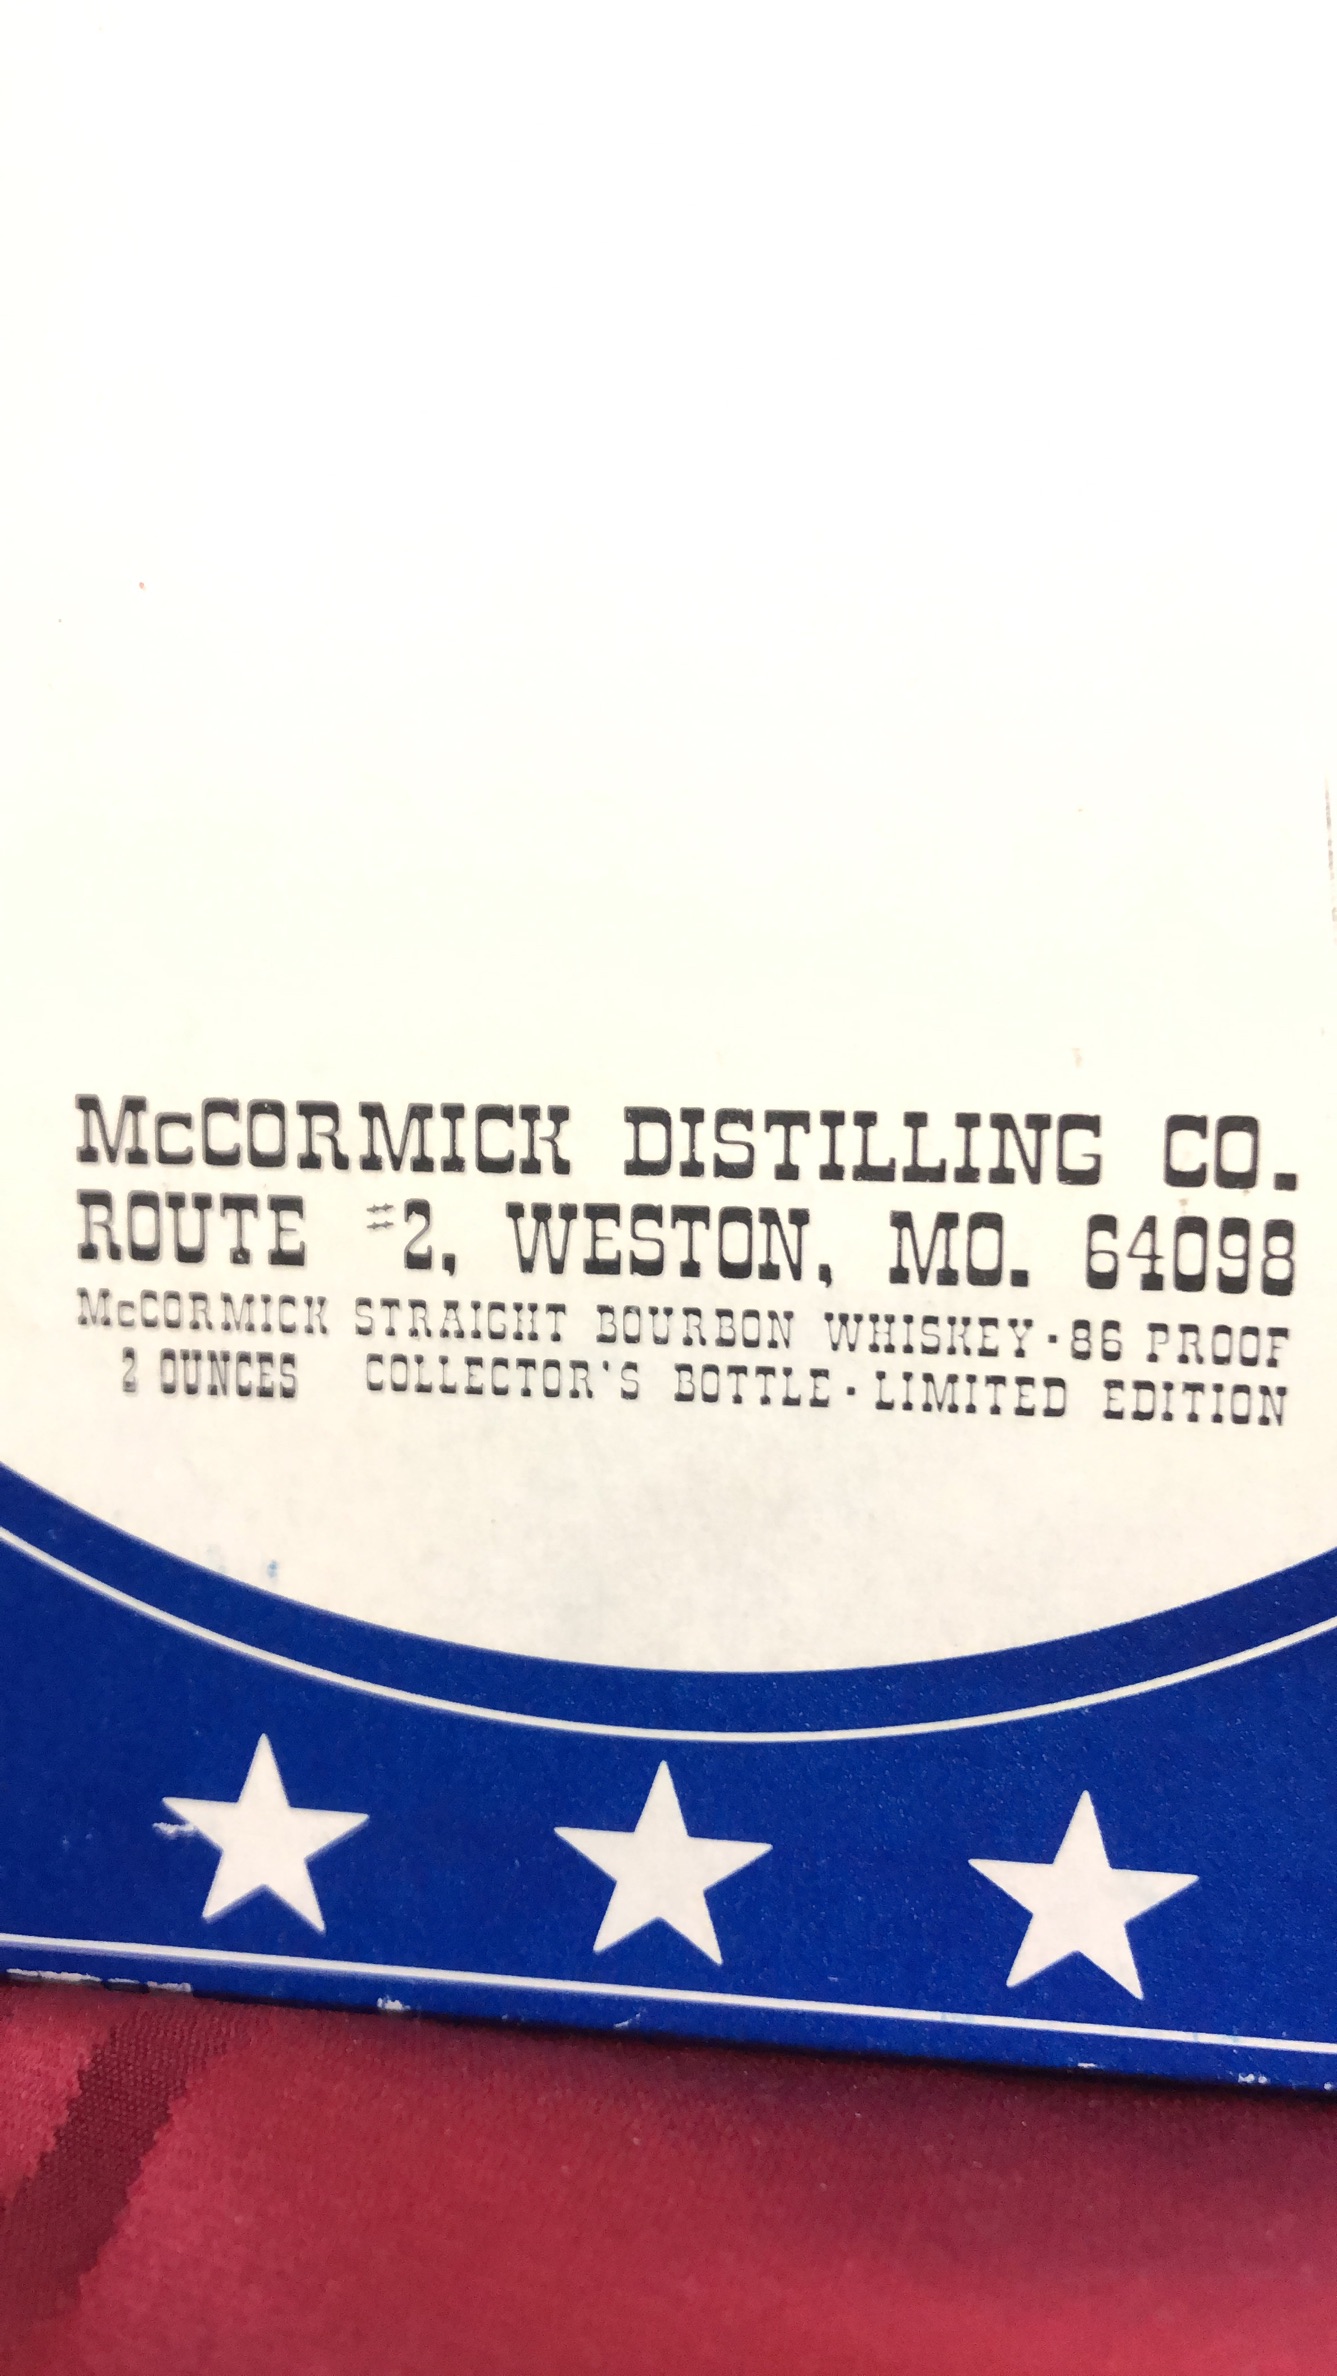 McCORMICK DISTILLING CO.
ROUTE #2, WESTON, MO. 64098
McCORMICK STRAIGHT BOURBON WHISKEY·86 PROOF
2 OUNCES COLLECTOR'S BOTTLE·LIMITED EDITION